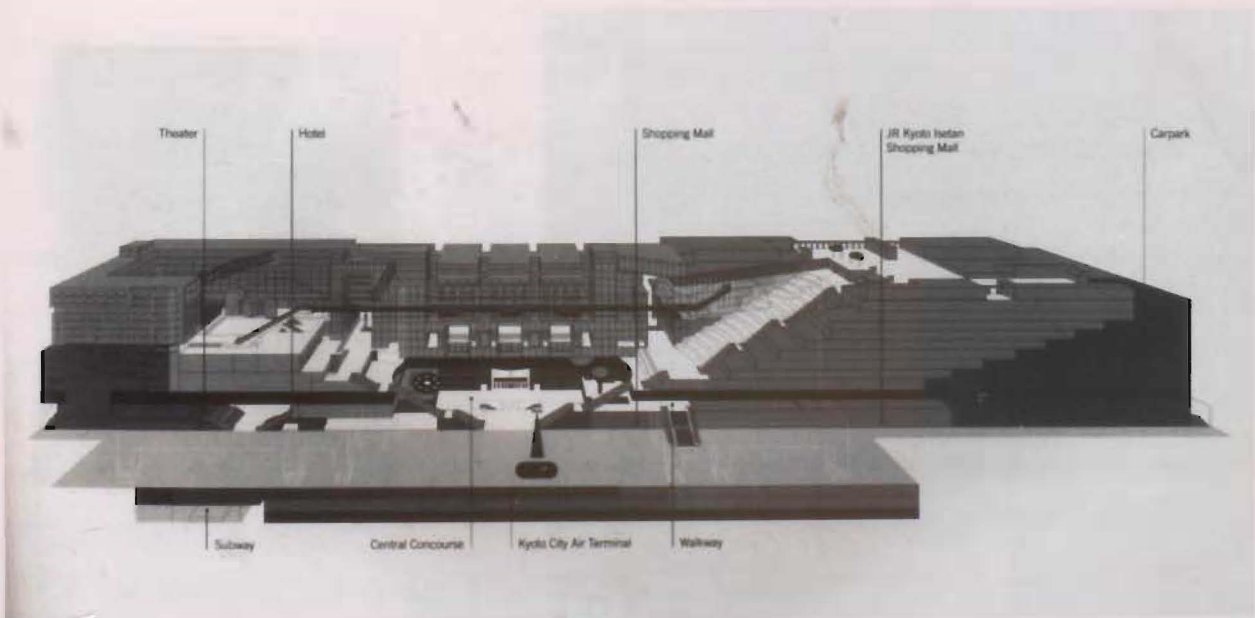 Theater
Hotel
Shopping Mall
JR Kyoto Isetan
Shopping Mall
Carpark
Subway
Central Concourse
Kyoto City Air Terminal
Walkway